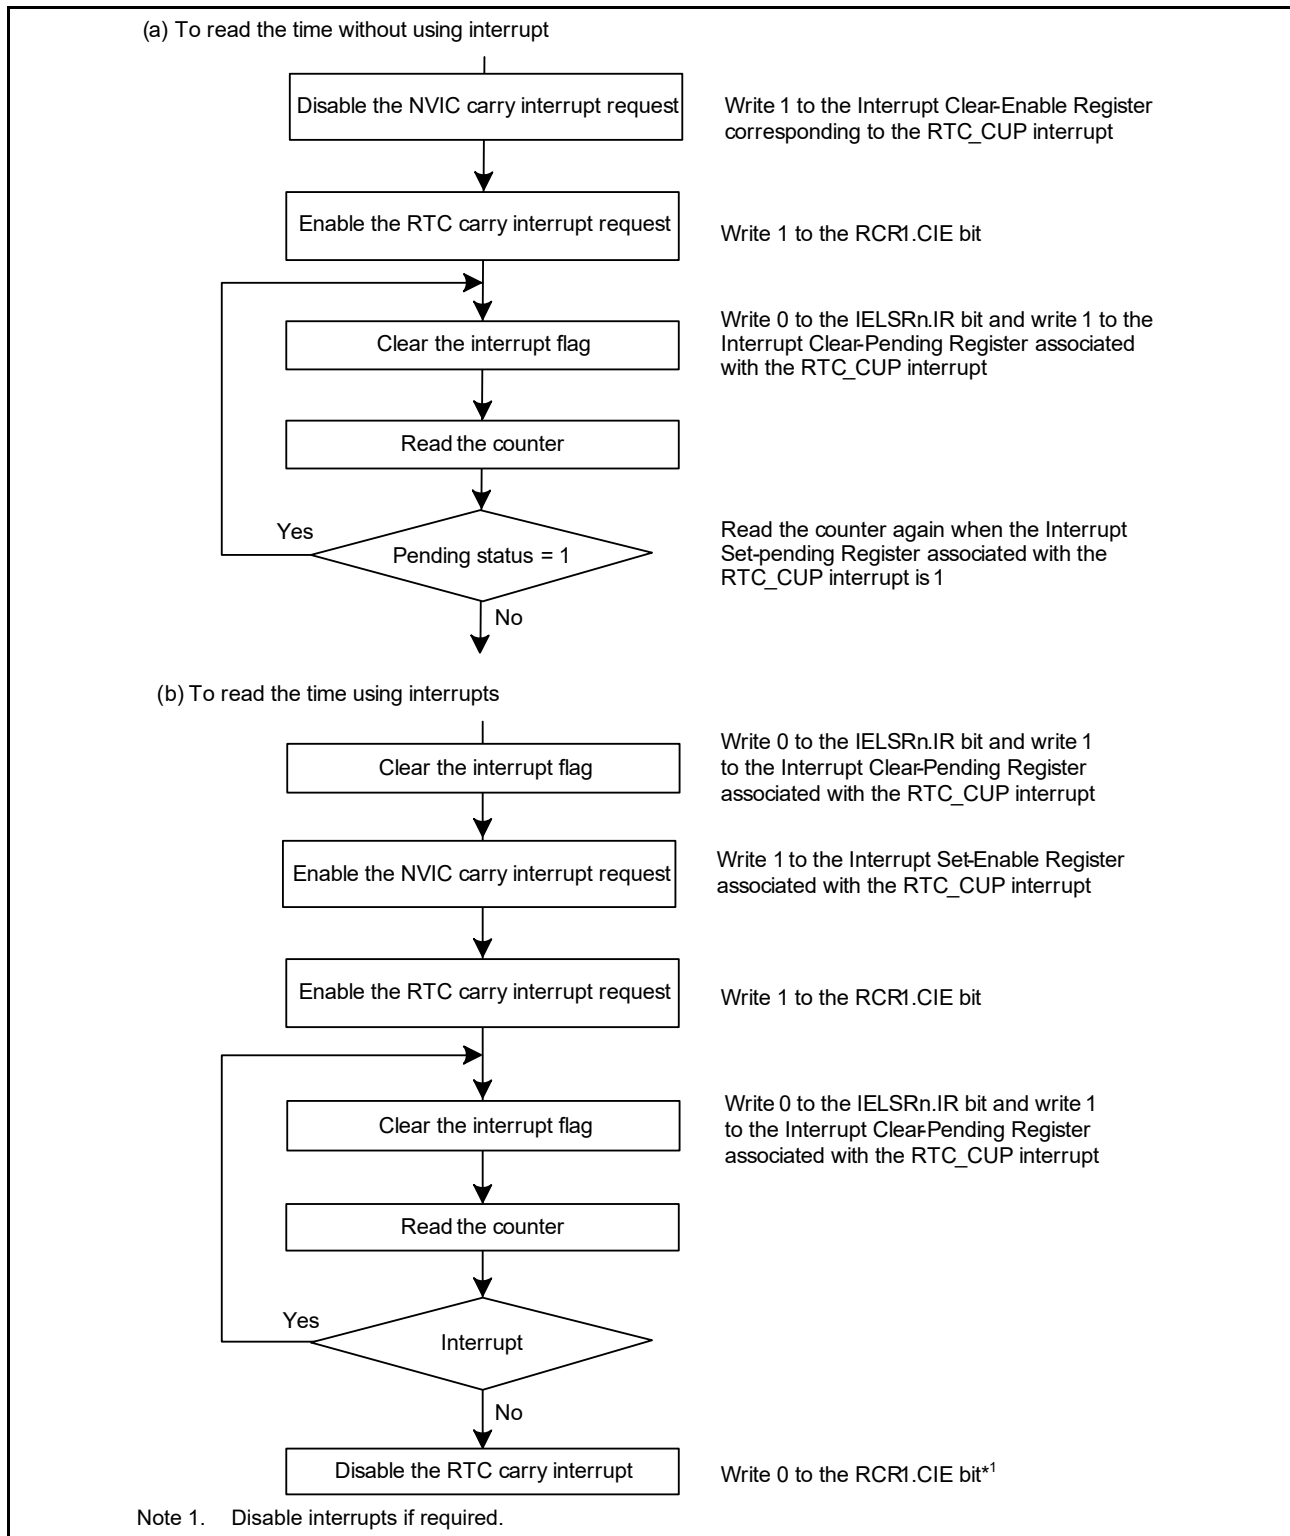 (a) To read the time without using interrupt
Disable the NVIC carry interrupt request
Write 1 to the Interrupt Clear-Enable Register
corresponding to the RTC_CUP interrupt
Enable the RTC carry interrupt request
Write 1 to the RCR1.CIE bit
Clear the interrupt flag
Write 0 to the IELSRn.IR bit and write 1 to the
Interrupt Clear-Pending Register associated
with the RTC_CUP interrupt
Read the counter
Yes
Pending status = 1
Read the counter again when the Interrupt
Set-pending Register associated with the
RTC_CUP interrupt is 1
No
(b) To read the time using interrupts
Clear the interrupt flag
Write 0 to the IELSRn.IR bit and write 1
to the Interrupt Clear-Pending Register
associated with the RTC_CUP interrupt
Enable the NVIC carry interrupt request
Write 1 to the Interrupt Set-Enable Register
associated with the RTC_CUP interrupt
Enable the RTC carry interrupt request
Write 1 to the RCR1.CIE bit
Clear the interrupt flag
Write 0 to the IELSRn.IR bit and write 1
to the Interrupt Clear-Pending Register
associated with the RTC_CUP interrupt
Read the counter
Yes
Interrupt
No
Disable the RTC carry interrupt
Write 0 to the RCR1.CIE bit*1
Note 1. Disable interrupts if required.